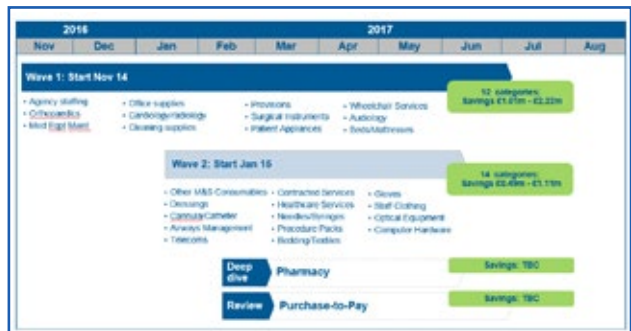 2016 2017
Nov Dec Jan Feb Mar Apr May Jun Jul Aug
Wave 1: Start Nov 14
12 categories:
Savings £1.01m - £2.22m
• Agency staffing • Office supplies • Provisions • Wheelchair Services
• Orthopaedics • Cardiology/radiology • Surgical Instruments • Audiology
• Med Eqpt Maint • Cleaning supplies • Patient Appliances • Beds/Mattresses
Wave 2: Start Jan 16
14 categories:
Savings £0.49m - £1.11m
• Other M&S Consumables • Contracted Services • Gloves
• Dressings • Healthcare Services • Staff Clothing
• Cannula/Catheter • Needles/Syringes • Optical Equipment
• Airways Management • Procedure Packs • Computer Hardware
• Telecoms • Bedding/Textiles
Deep dive Pharmacy Savings: TBC
Review Purchase-to-Pay Savings: TBC